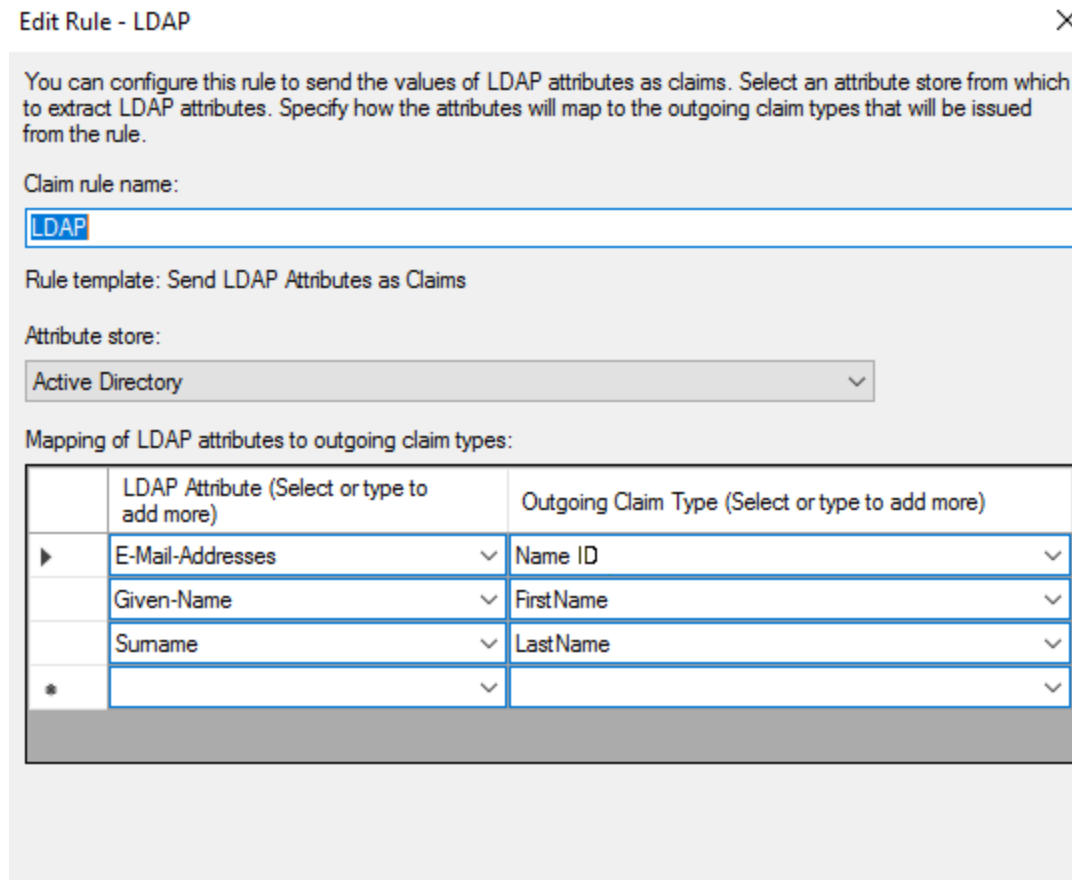 Edit Rule - LDAP
You can configure this rule to send the values of LDAP attributes as claims. Select an attribute store from which
to extract LDAP attributes. Specify how the attributes will map to the outgoing claim types that will be issued
from the rule.
Claim rule name:
LDAP
Rule template: Send LDAP Attributes as Claims
Attribute store:
Active Directory
Mapping of LDAP attributes to outgoing claim types:
LDAP Attribute (Select or type to
add more)
Outgoing Claim Type (Select or type to add more)
E-Mail-Addresses Name ID
Given-Name FirstName
Surname LastName